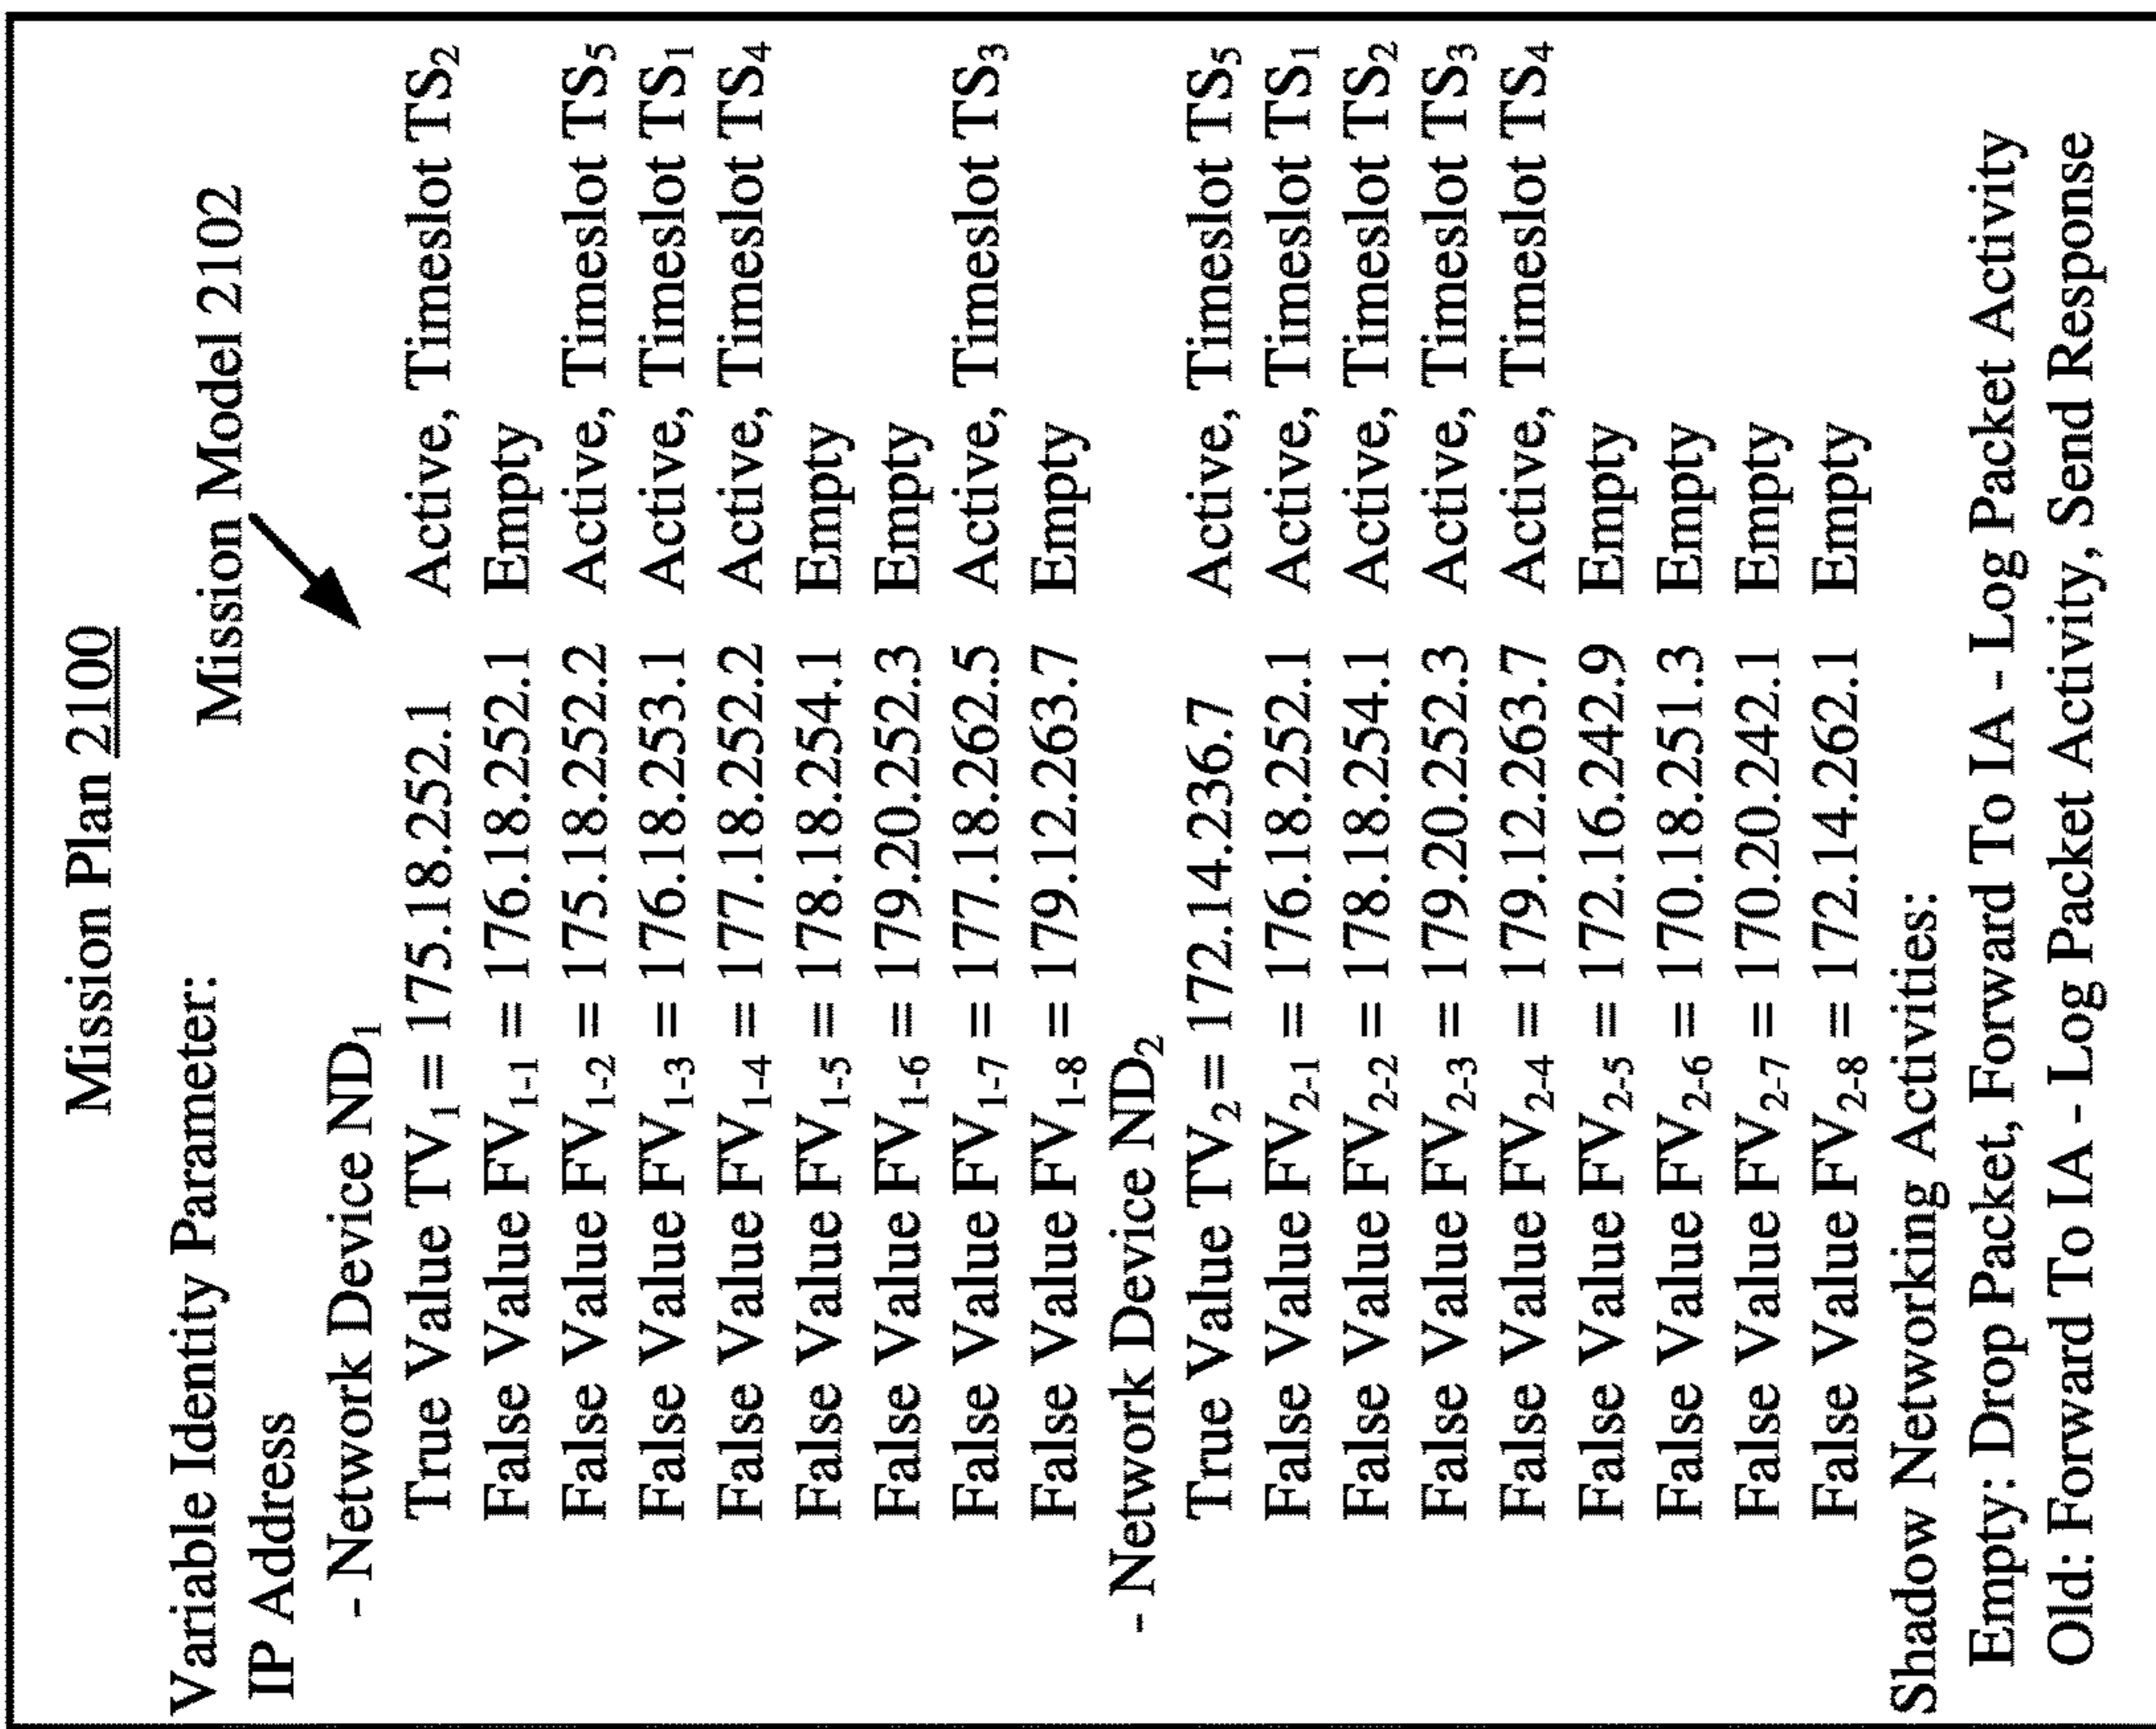 Mission Plan 2100
Variable Identity Parameter:
Mission Model 2102
IP Address
- Network Device ND₁
True Value TV₁ = 175.18.252.1 Active, Timeslot TS₂
False Value FV₁₋₁ = 176.18.252.1 Empty
False Value FV₁₋₂ = 175.18.252.2 Active, Timeslot TS₅
False Value FV₁₋₃ = 176.18.253.1 Active, Timeslot TS₁
False Value FV₁₋₄ = 177.18.252.2 Active, Timeslot TS₄
False Value FV₁₋₅ = 178.18.254.1 Empty
False Value FV₁₋₆ = 179.20.252.3 Empty
False Value FV₁₋₇ = 177.18.262.5 Active, Timeslot TS₃
False Value FV₁₋₈ = 179.12.263.7 Empty
- Network Device ND₂
True Value TV₂ = 172.14.236.7 Active, Timeslot TS₅
False Value FV₂₋₁ = 176.18.252.1 Active, Timeslot TS₁
False Value FV₂₋₂ = 178.18.254.1 Active, Timeslot TS₂
False Value FV₂₋₃ = 179.20.252.3 Active, Timeslot TS₃
False Value FV₂₋₄ = 179.12.263.7 Active, Timeslot TS₄
False Value FV₂₋₅ = 172.16.242.9 Empty
False Value FV₂₋₆ = 170.18.251.3 Empty
False Value FV₂₋₇ = 170.20.242.1 Empty
False Value FV₂₋₈ = 172.14.262.1 Empty
Shadow Networking Activities:
Empty: Drop Packet, Forward To IA - Log Packet Activity
Old: Forward To IA - Log Packet Activity, Send Response